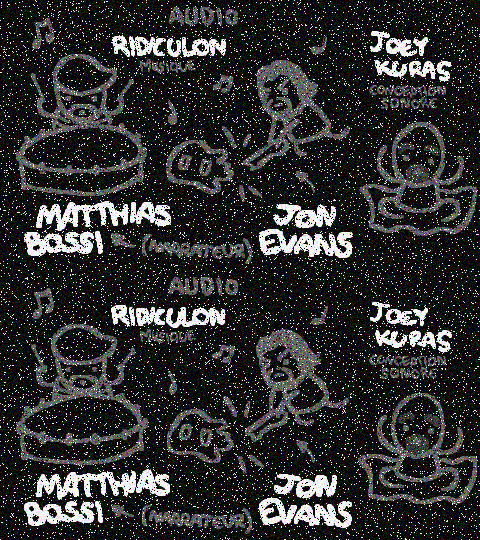 AUDIO
RIDICULON
MUSIQUE
JOEY
KURAS
CONCEPTION
SONORE
MATTHIAS
BOSSI
(NARRATEUR)
JON
EVANS
AUDIO
RIDICULON
MUSIQUE
JOEY
KURAS
CONCEPTION
SONORE
MATTHIAS
BOSSI
(NARRATEUR)
JON
EVANS